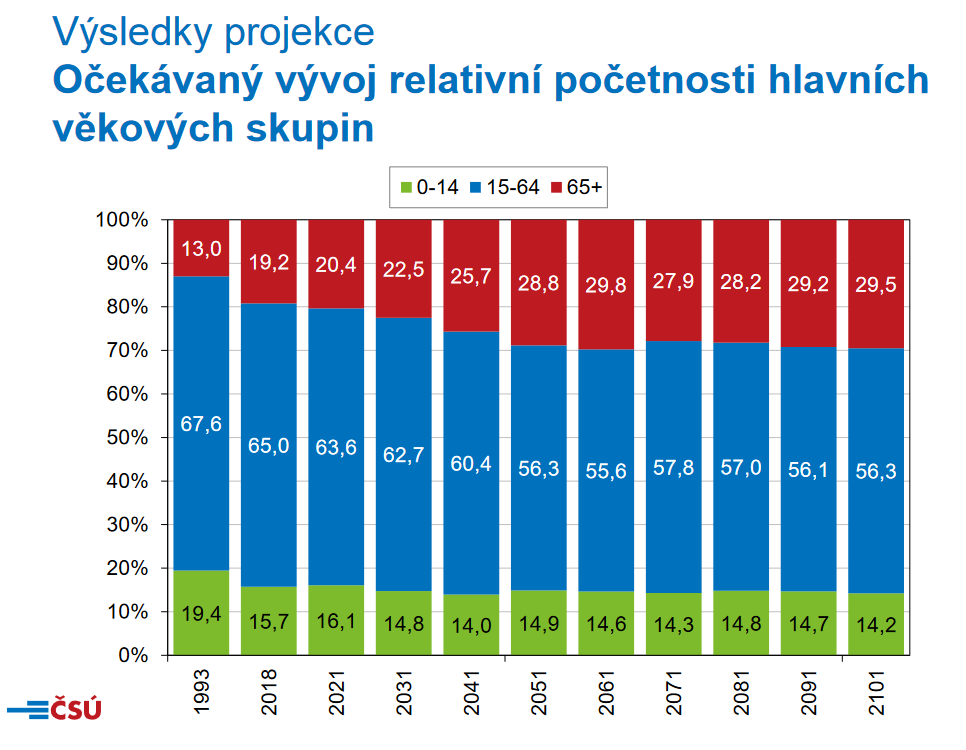 Výsledky projekce
Očekávaný vývoj relativní početnosti hlavních
věkových skupin
0-14 15-64 65+
100%
90%
80%
70%
60%
50%
40%
30%
20%
10%
0%
13,0 19,2 20,4 22,5 25,7 28,8 29,8 27,9 28,2 29,2 29,5
67,6 65,0 63,6 62,7 60,4 56,3 55,6 57,8 57,0 56,1 56,3
19,4 15,7 16,1 14,8 14,0 14,9 14,6 14,3 14,8 14,7 14,2
1993 2018 2021 2031 2041 2051 2061 2071 2081 2091 2101
ČSÚ